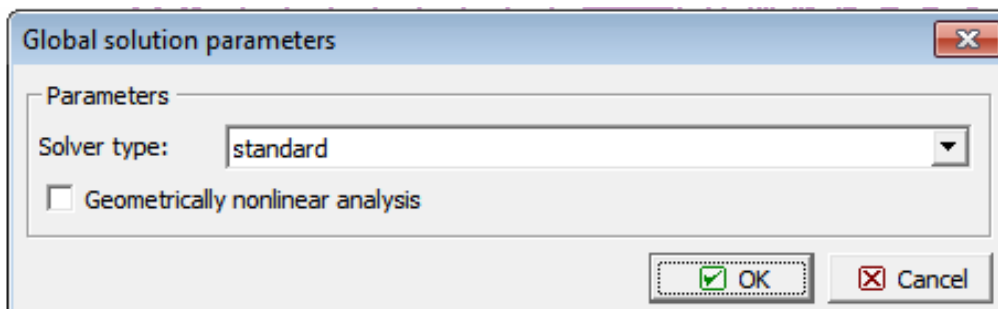 Global solution parameters
Parameters
Solver type: standard
Geometrically nonlinear analysis
OK Cancel